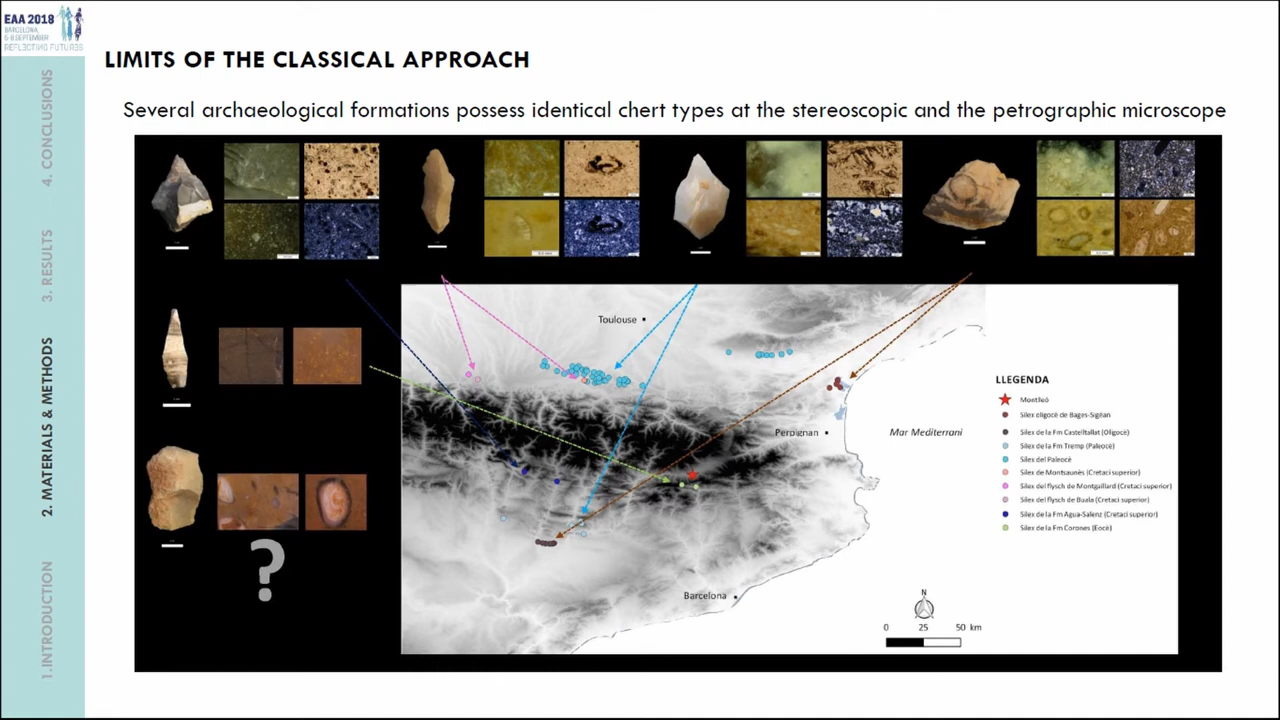 EAA 2018
BARCELONA
5-8 SEPTEMBER
REFLECTING FUTURES
LIMITS OF THE CLASSICAL APPROACH
Several archaeological formations possess identical chert types at the stereoscopic and the petrographic microscope
4. CONCLUSIONS
3. RESULTS
2. MATERIALS & METHODS
1.INTRODUCTION
?
Toulouse
Perpignan
Mar Mediterrani
Barcelona
LLEGENDA
Montlleó
Sílex oligocè de Bages-Sigean
Sílex de la Fm Castelltallat (Oligocè)
Sílex de la Fm Tremp (Paleocè)
Sílex del Paleocè
Sílex de Montsaunès (Cretaci superior)
Sílex del flysch de Montgaillard (Cretaci superior)
Sílex del flysch de Buala (Cretaci superior)
Sílex de la Fm Agua-Salenz (Cretaci superior)
Sílex de la Fm Corones (Eocè)
N
0 25 50 km